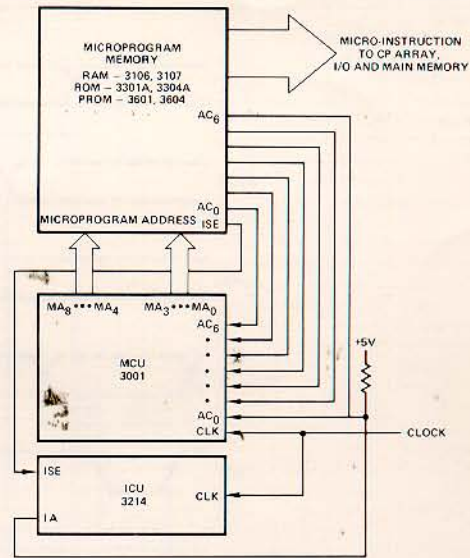 MICROPROGRAM
MEMORY
RAM – 3106, 3107
ROM – 3301A, 3304A
PROM – 3601, 3604
MICRO-INSTRUCTION
TO CP ARRAY,
I/O AND MAIN MEMORY
AC6
AC0
ISE
MICROPROGRAM ADDRESS
MA8 ••• MA4
MA3 ••• MA0
AC6
MCU
3001
+5V
AC0
CLK
CLOCK
ISE
ICU
3214
CLK
IA